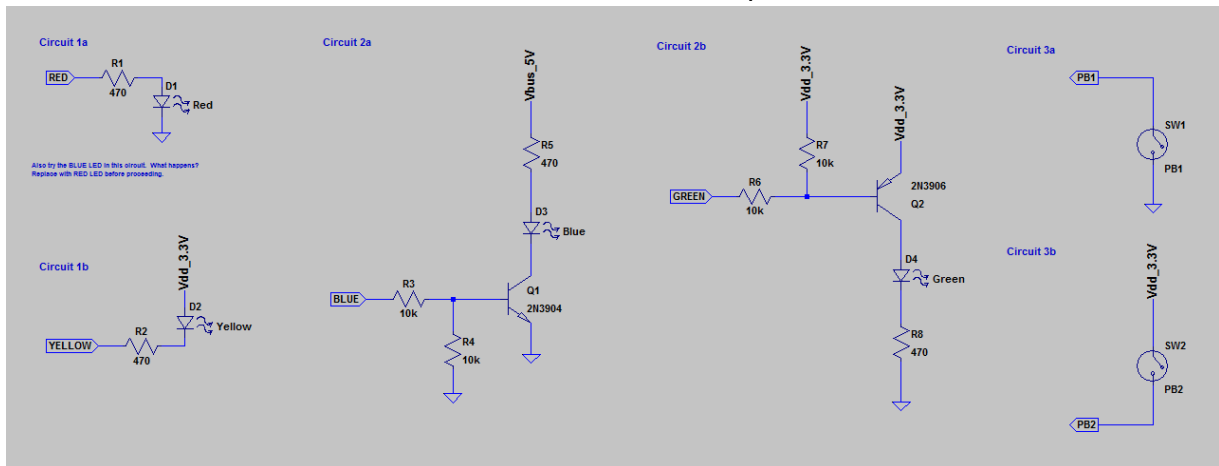 Circuit 1a
RED
R1
470
D1
Red
Also try the BLUE LED in this circuit. What happens?
Replace with RED LED before proceeding.
Circuit 1b
Vdd_3.3V
D2
Yellow
YELLOW
R2
470
Circuit 2a
Vbus_5V
R5
470
D3
Blue
BLUE
R3
10k
Q1
2N3904
R4
10k
Circuit 2b
Vdd_3.3V
R7
10k
Vdd_3.3V
GREEN
R6
10k
2N3906
Q2
D4
Green
R8
470
Circuit 3a
PB1
SW1
PB1
Circuit 3b
Vdd_3.3V
SW2
PB2
PB2